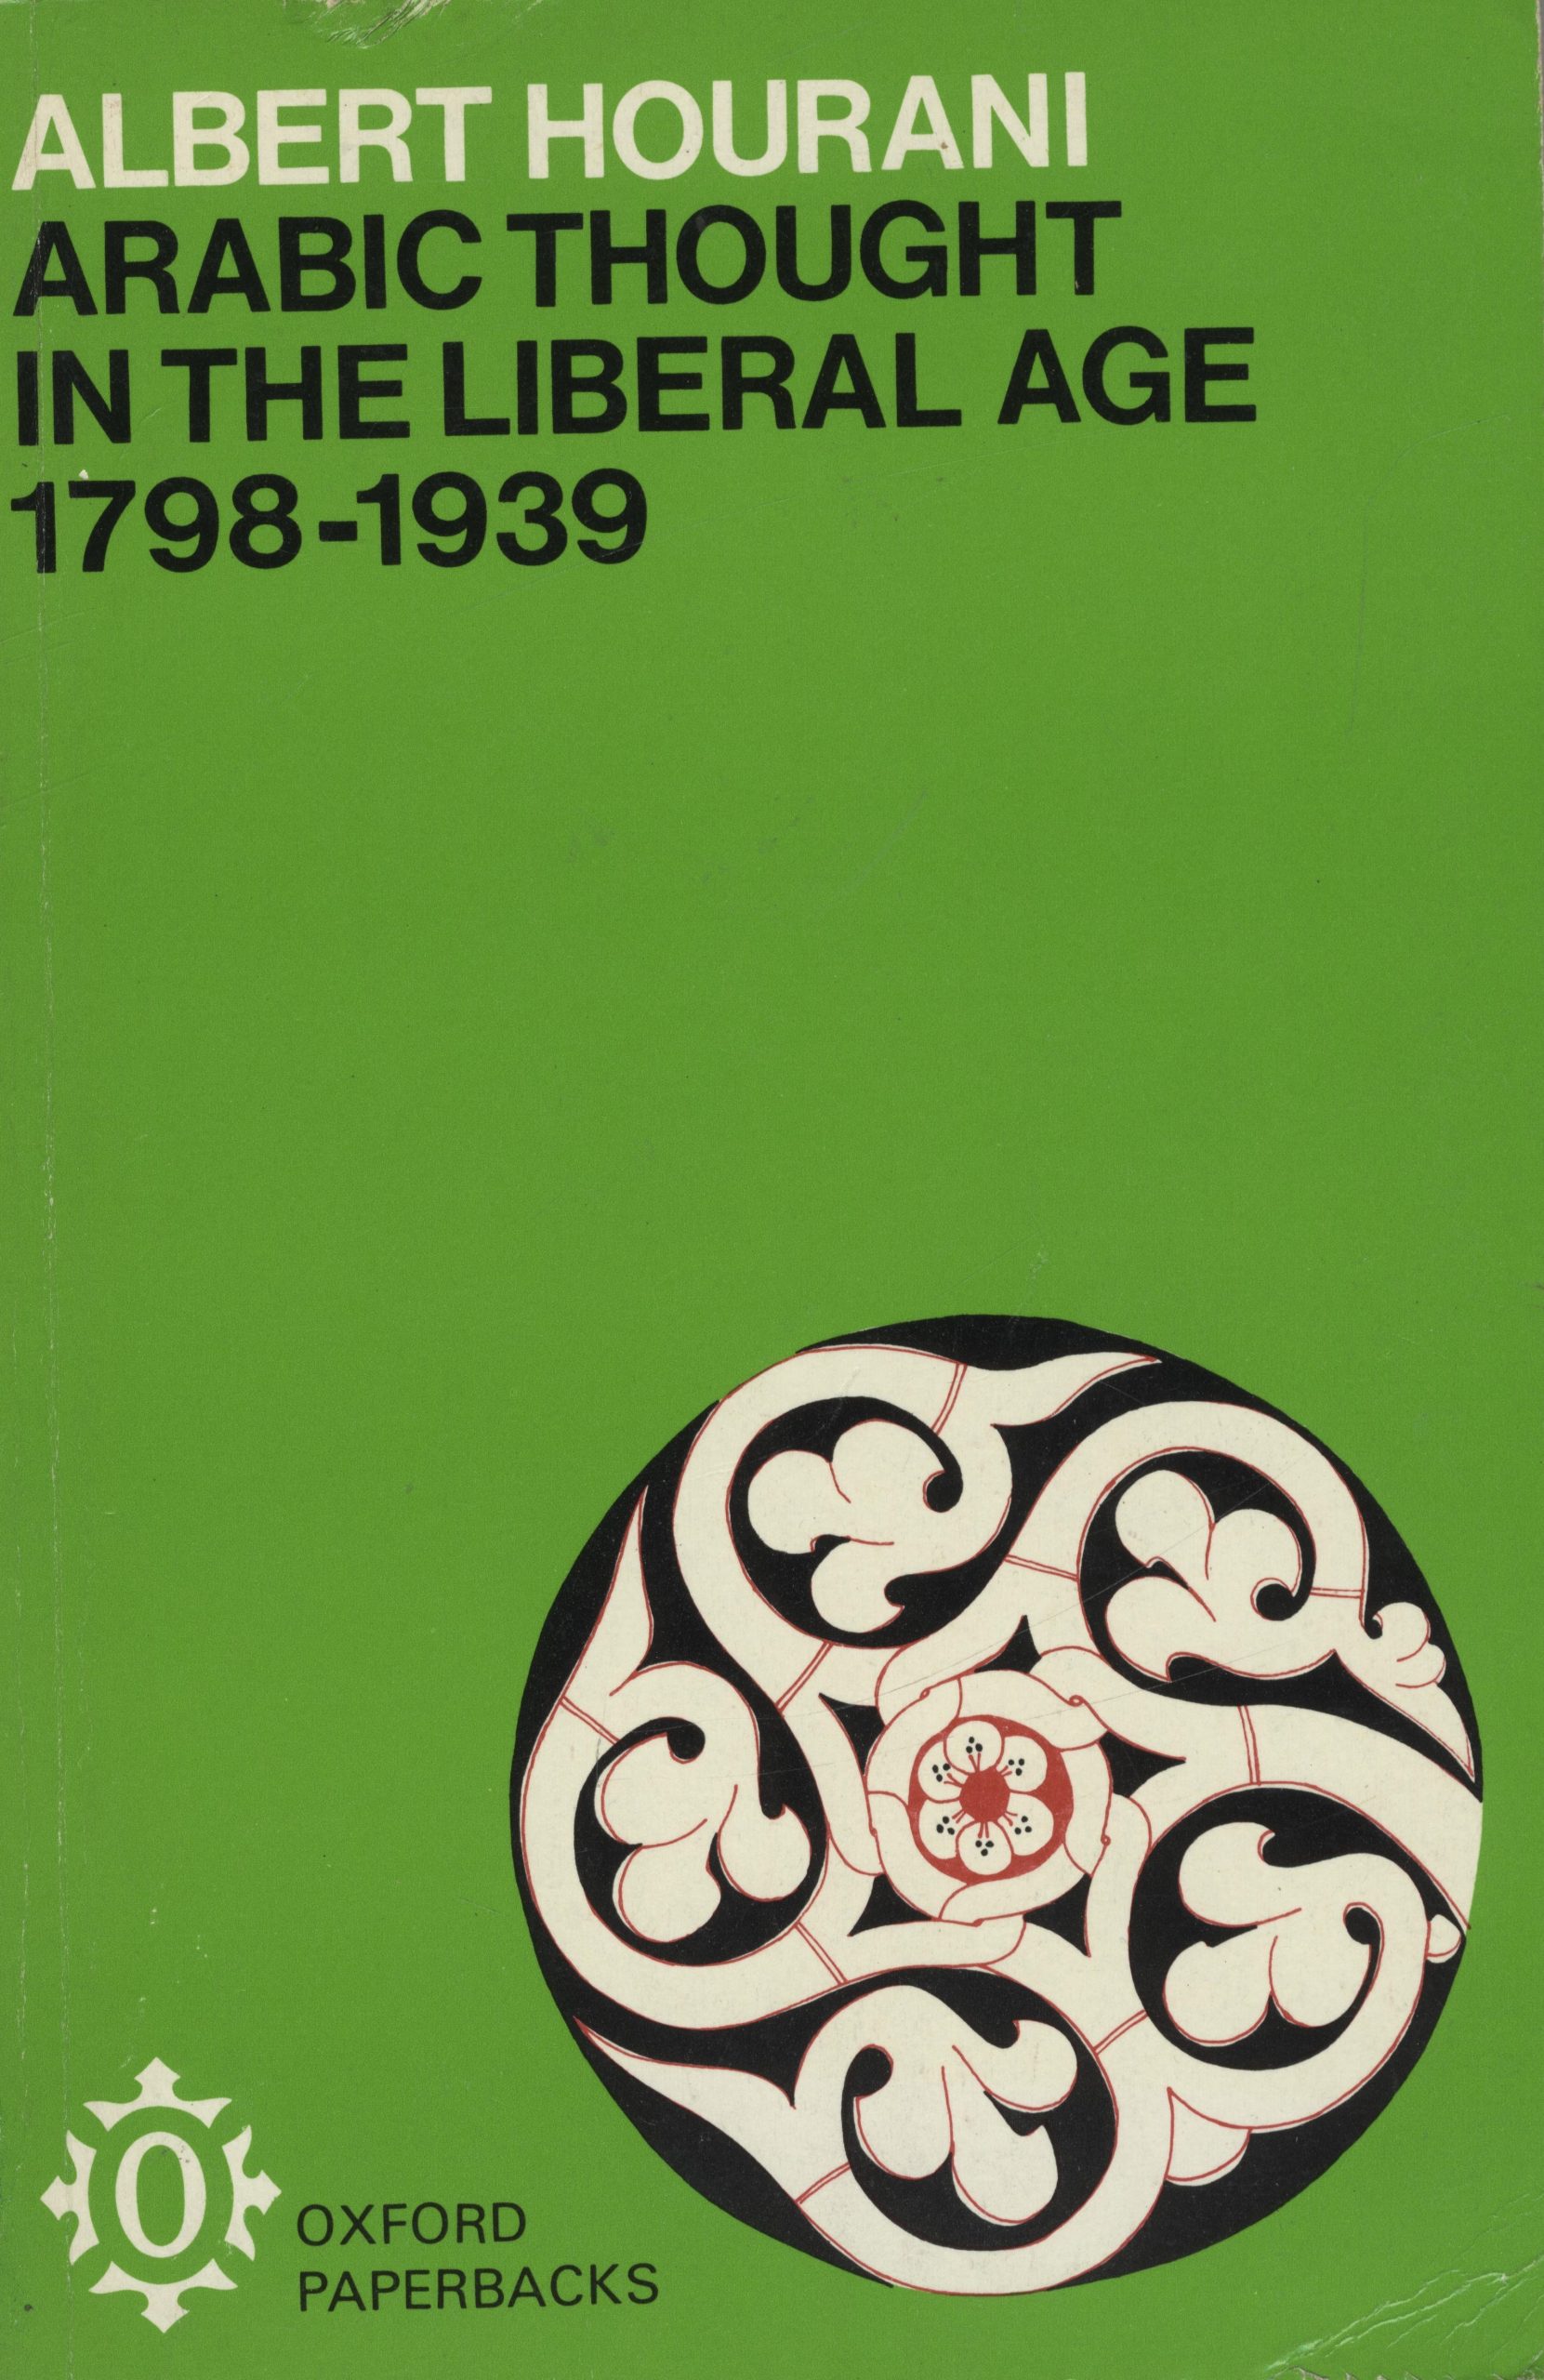 ALBERT HOURANI
ARABIC THOUGHT
IN THE LIBERAL AGE
1798-1939
O
OXFORD
PAPERBACKS